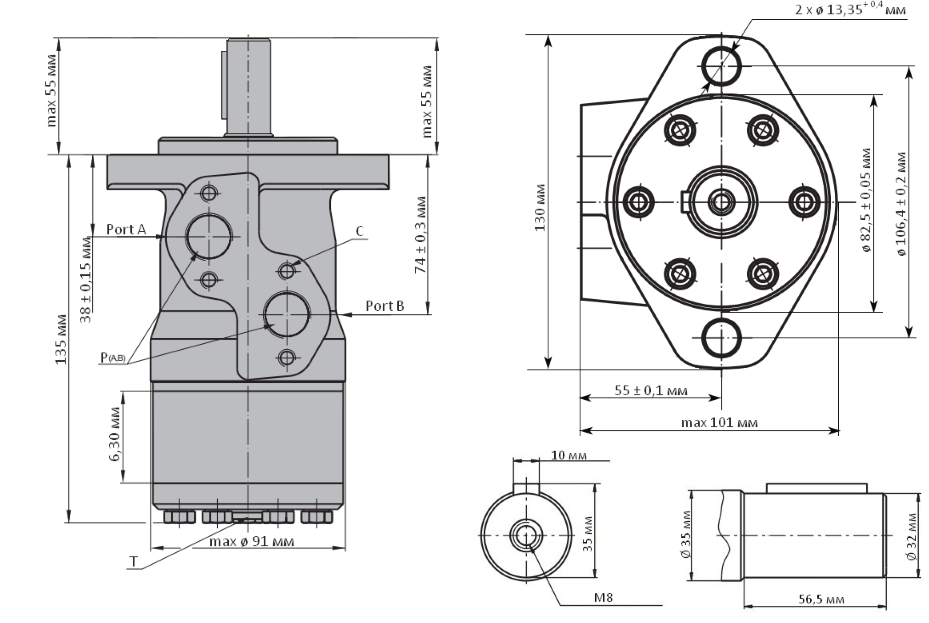 2 x ø 13,35+ 0,4 мм
max 55 мм
max 55 мм
130 мм
ø 82,5 ± 0,05 мм
ø 106,4 ± 0,2 мм
Port A
C
38 ± 0,15 мм
74 ± 0,3 мм
Port B
135 мм
P(A,B)
6,30 мм
55 ± 0,1 мм
max 101 мм
max ø 91 мм
T
10 мм
35 мм
M8
Ø 35 мм
Ø 32 мм
56,5 мм